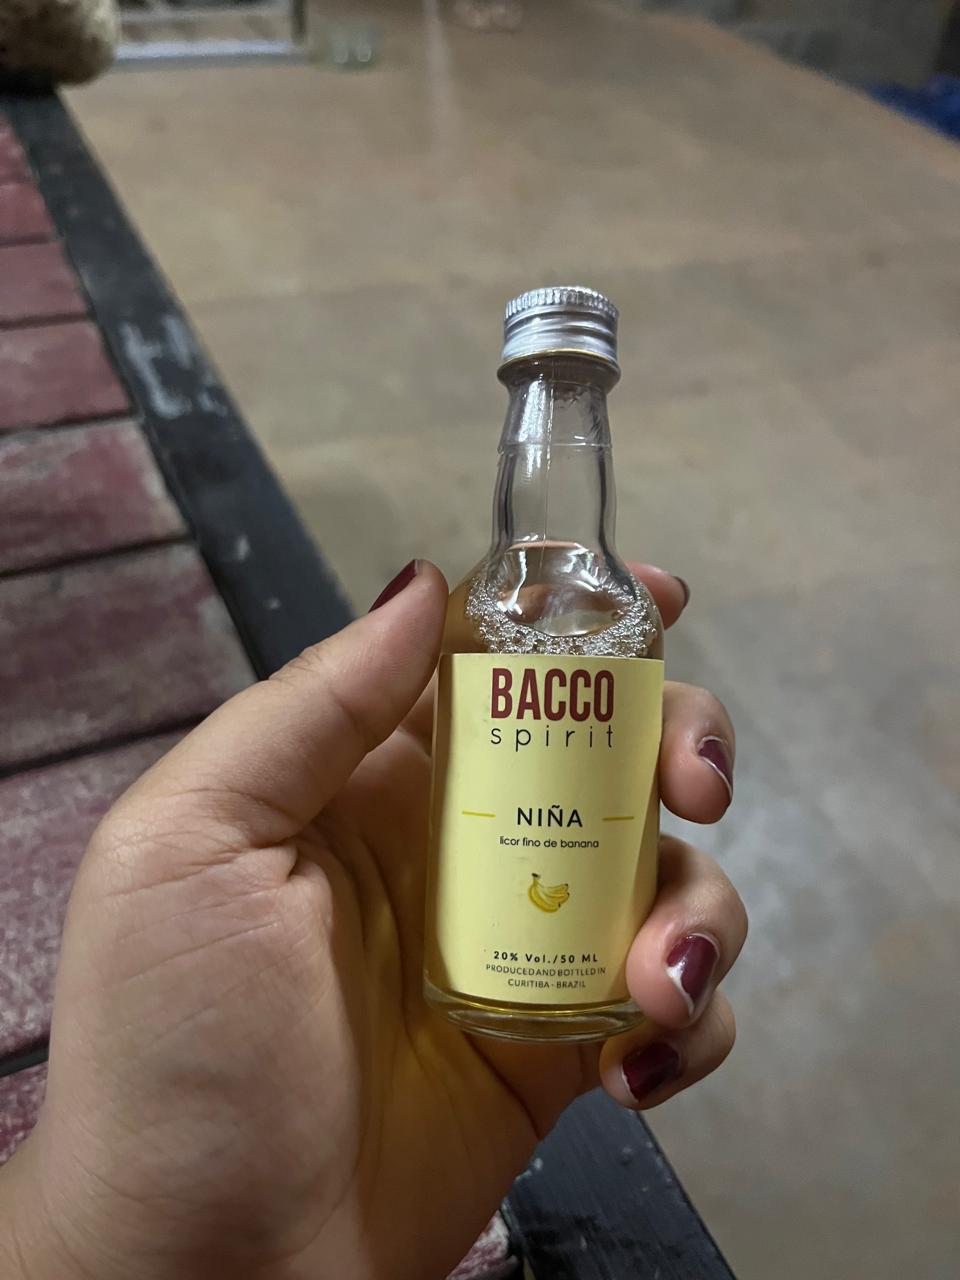 BACCO
spirit
NIÑA
licor fino de banana
20% Vol./50 ML
PRODUCED AND BOTTLED IN
CURITIBA - BRAZIL